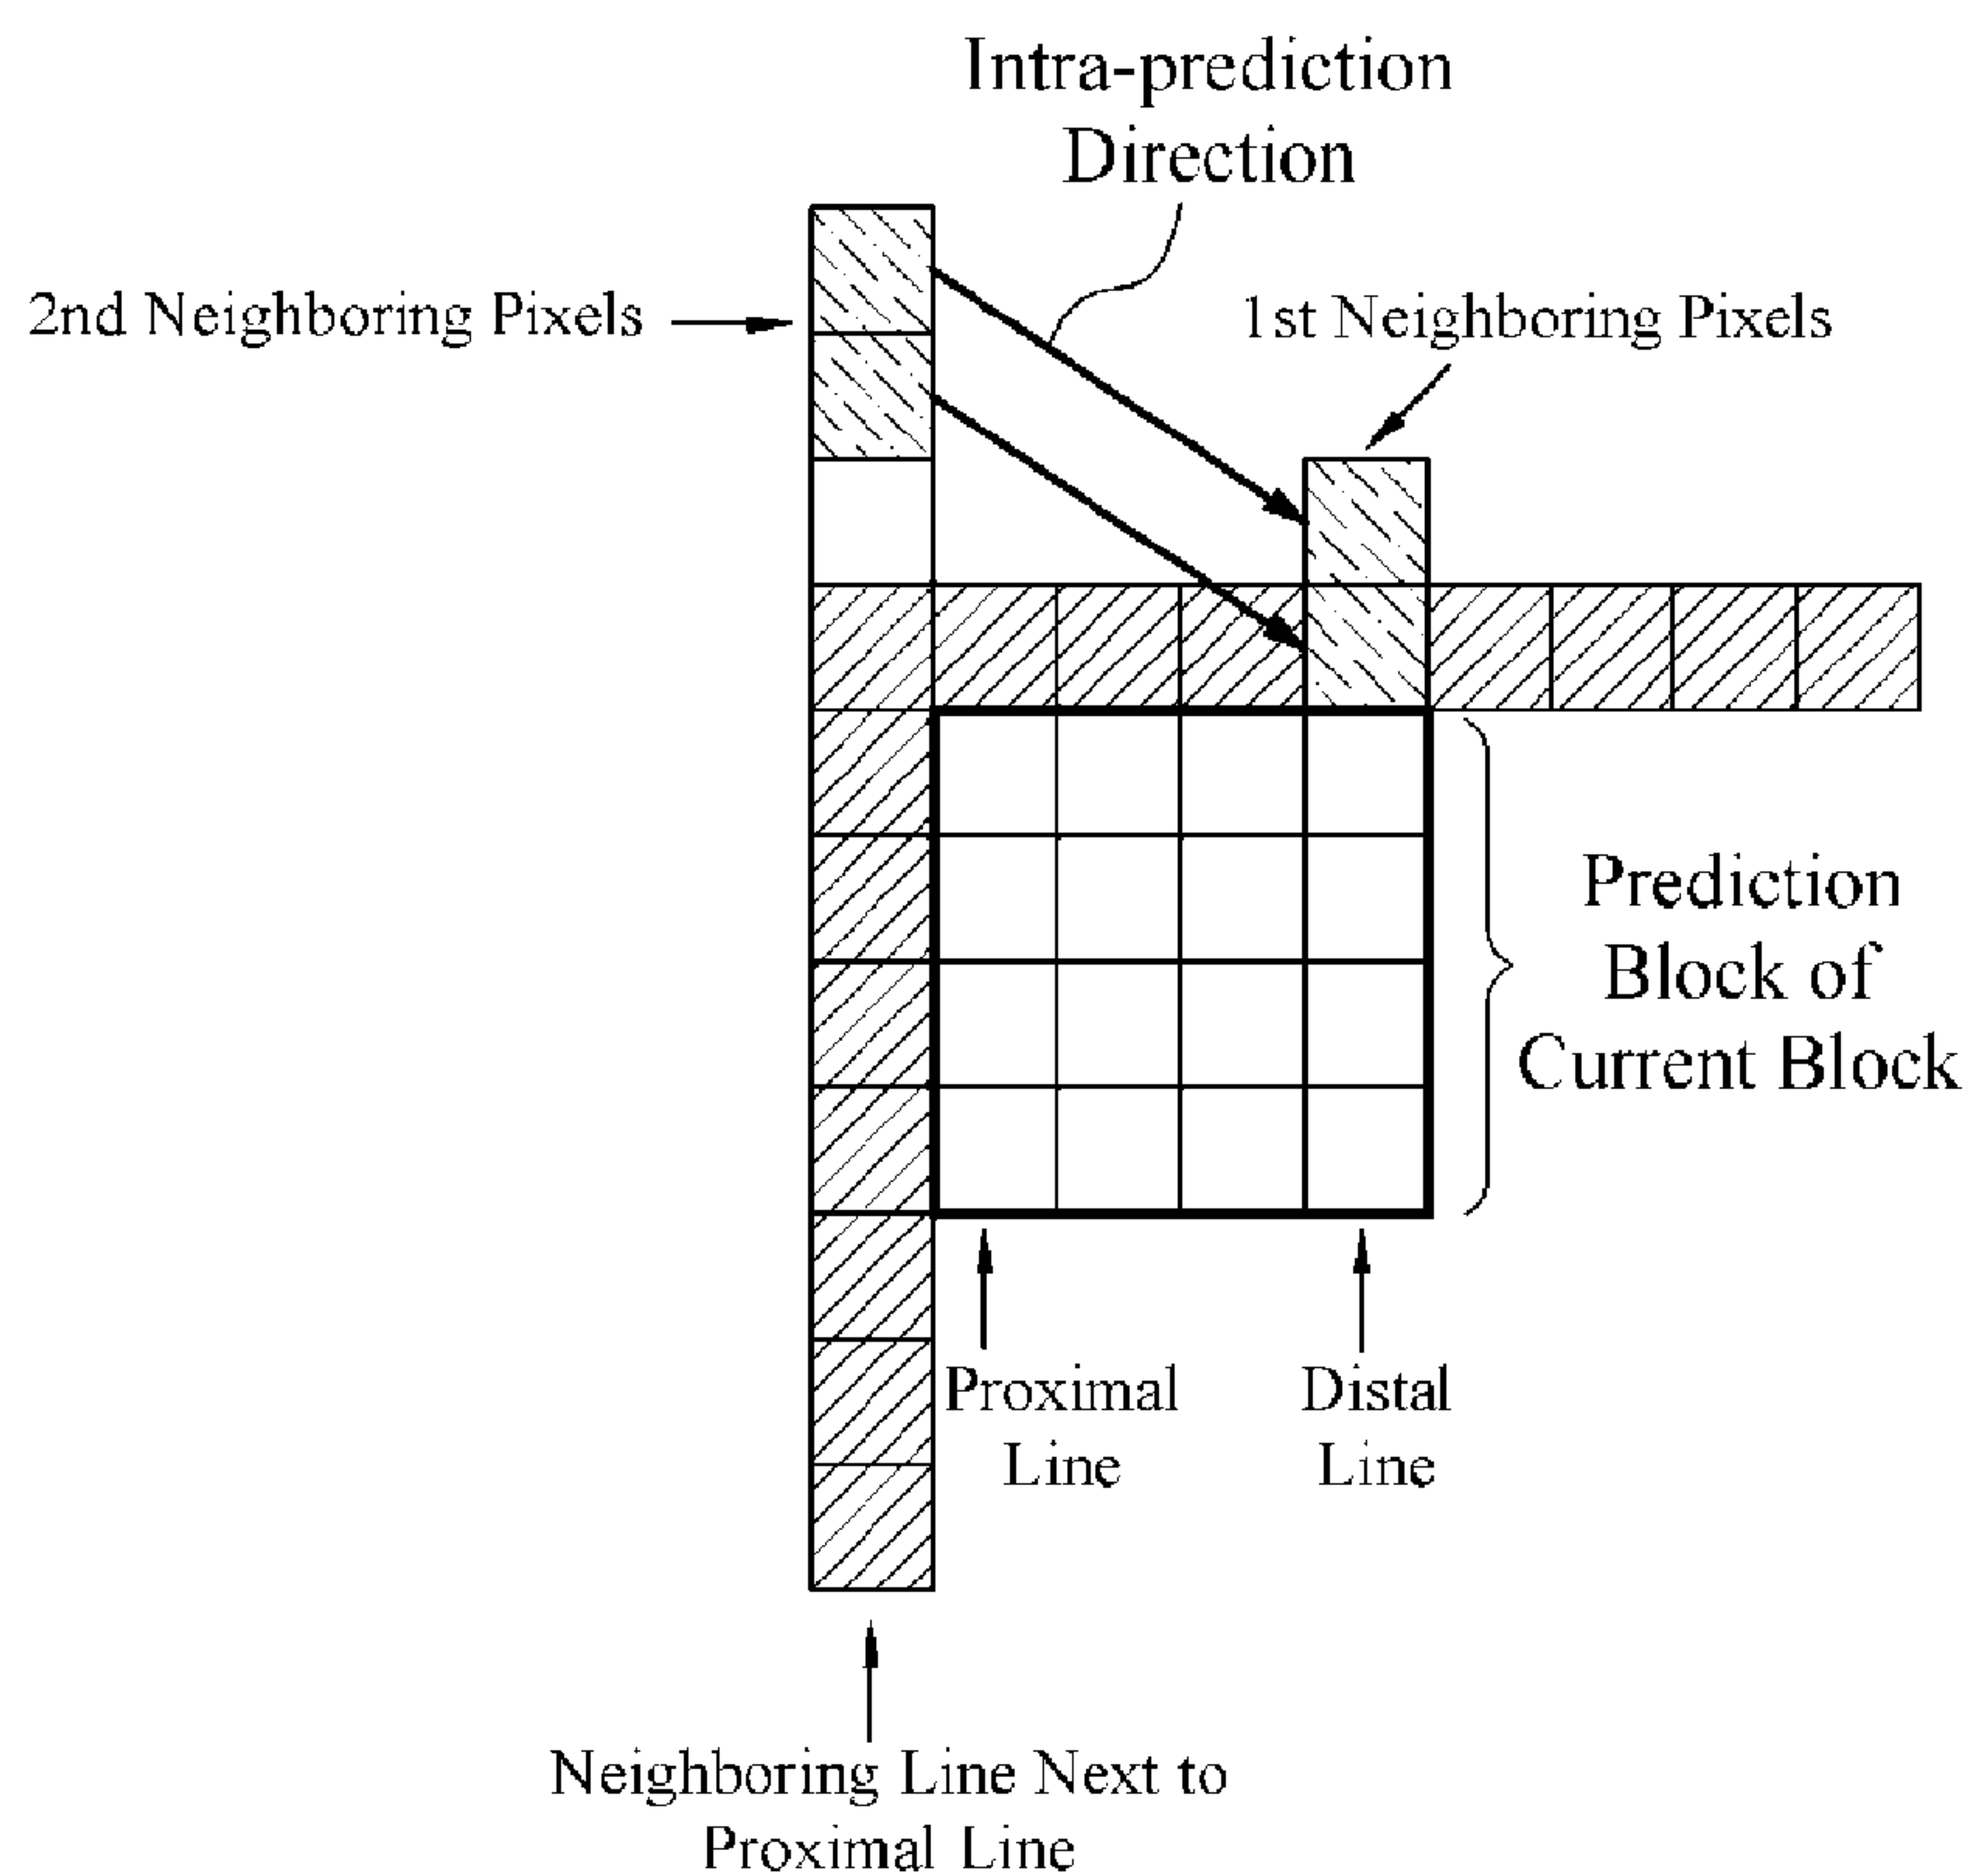 Intra-prediction
Direction
2nd Neighboring Pixels
1st Neighboring Pixels
Prediction
Block of
Current Block
Proximal
Line
Distal
Line
Neighboring Line Next to
Proximal Line